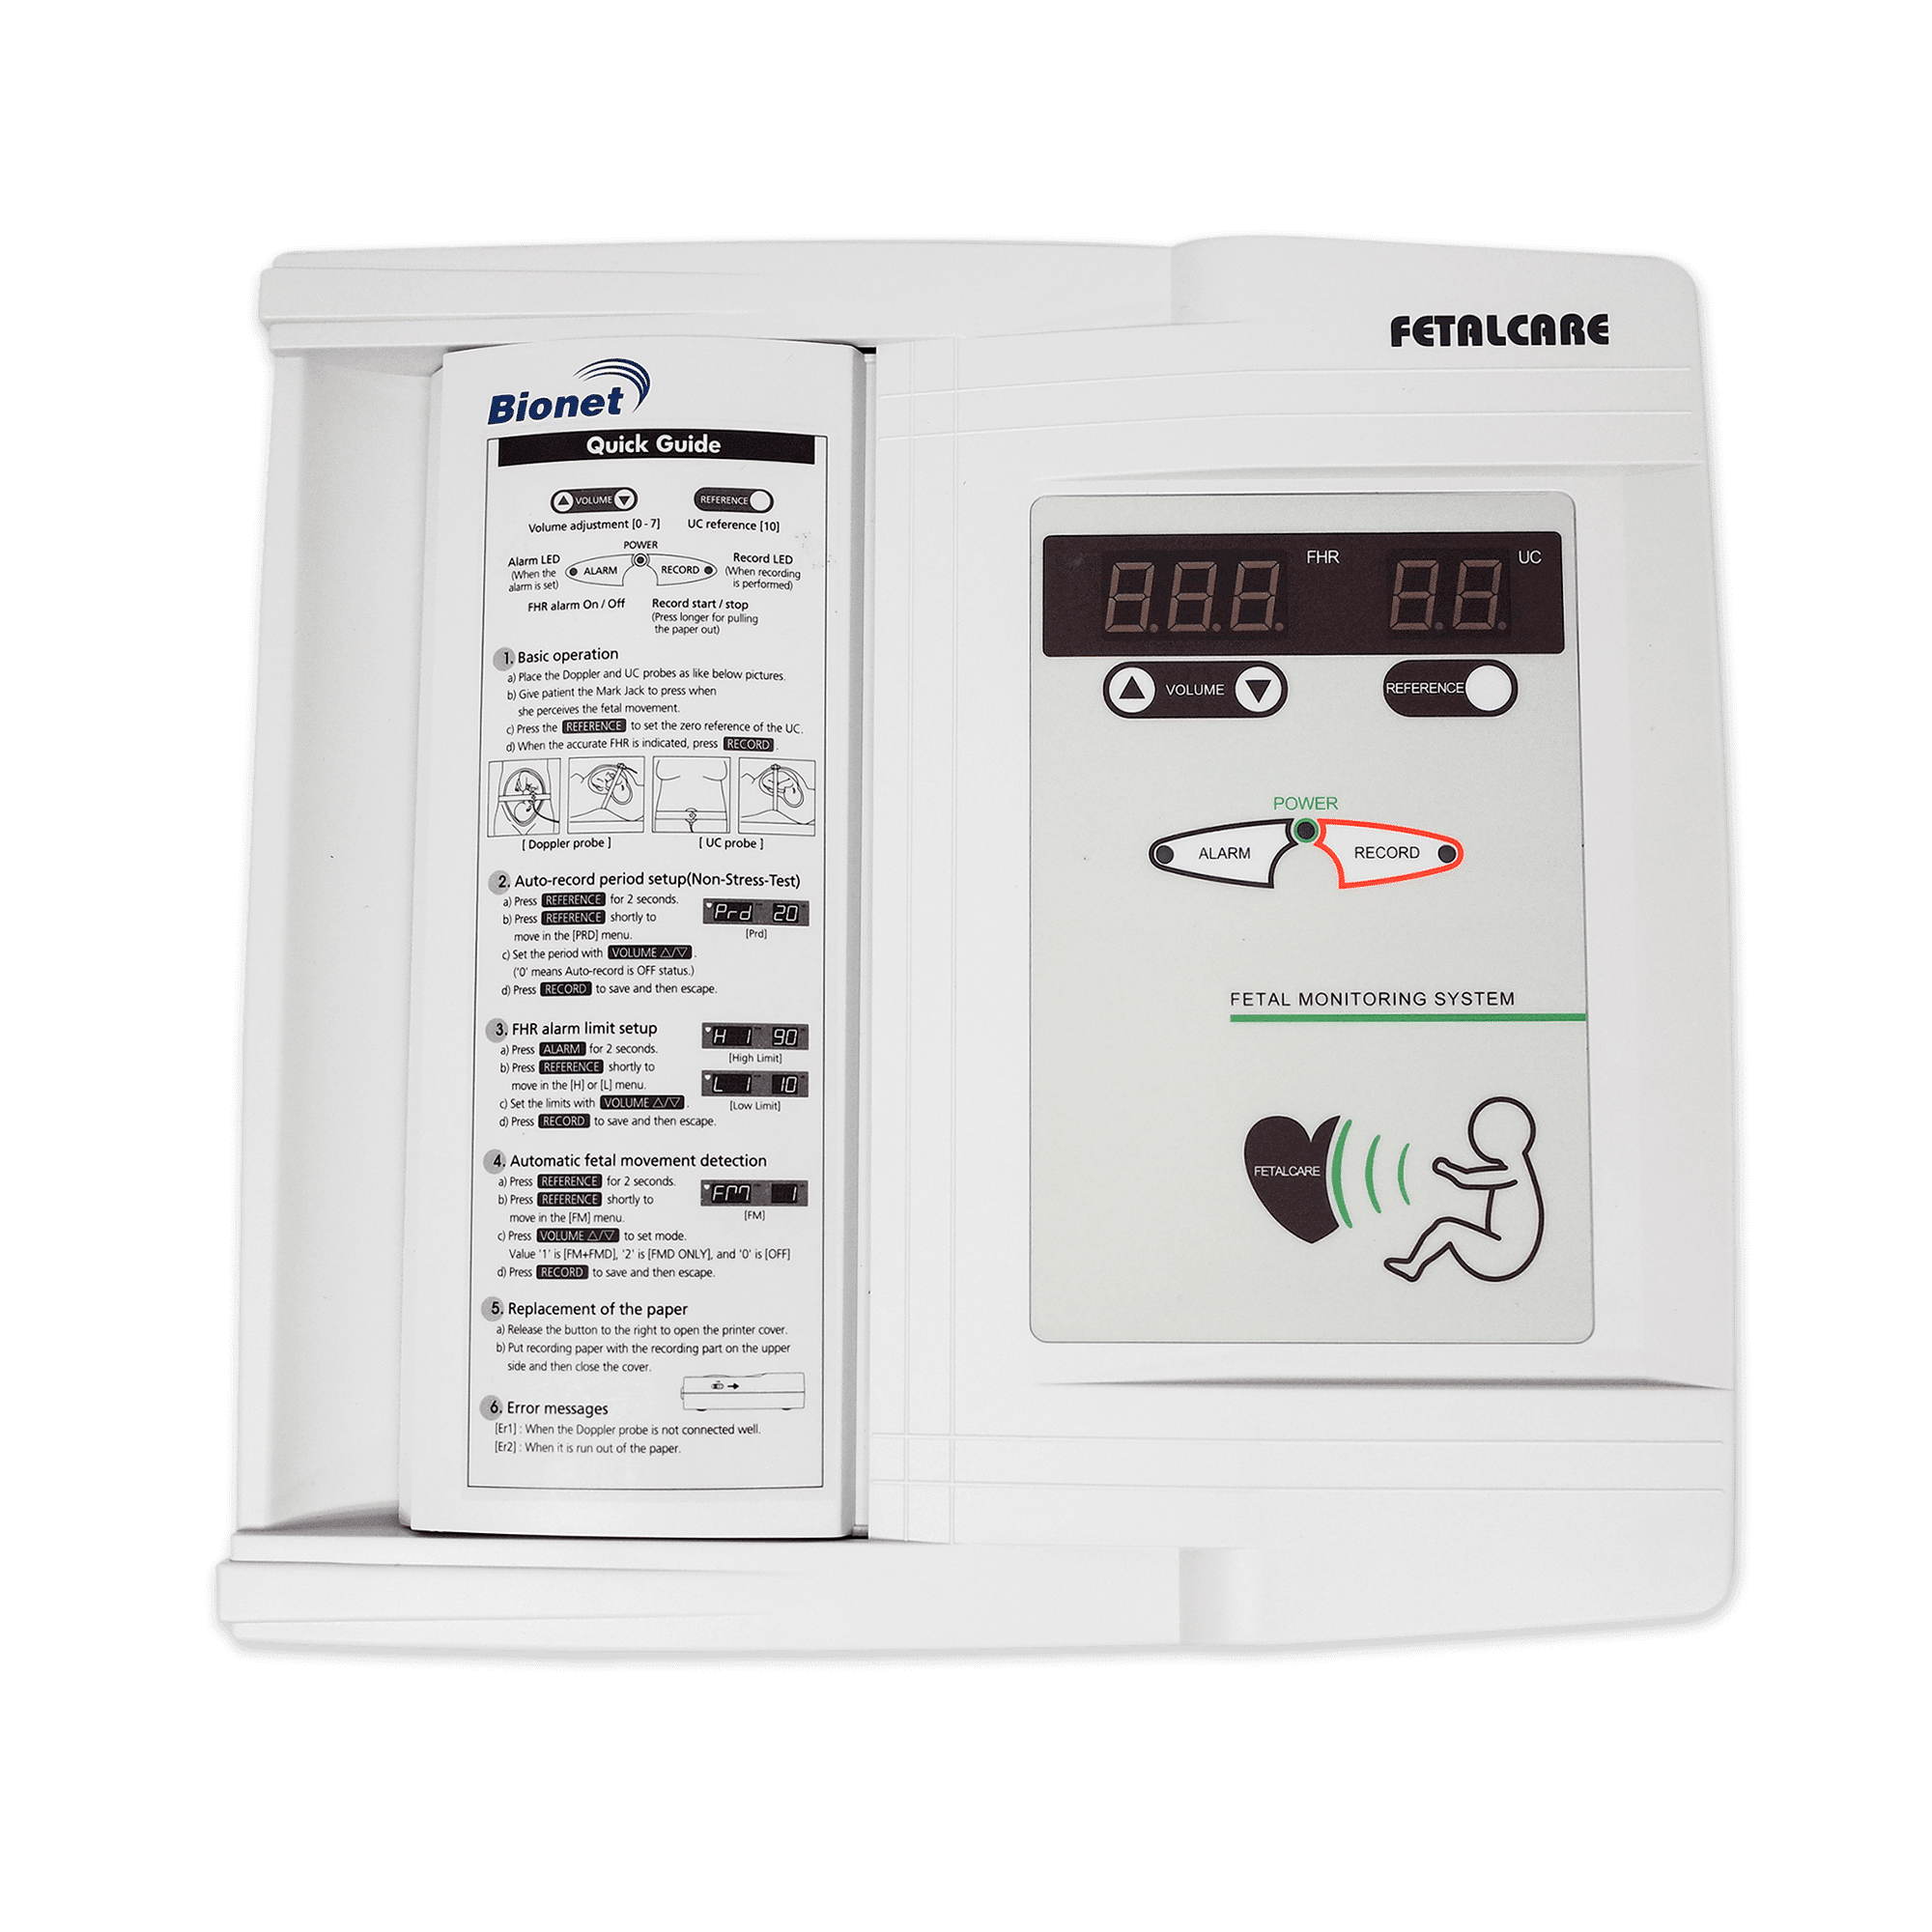 FETALCARE
Bionet
Quick Guide
VOLUME
REFERENCE
Volume adjustment [0 - 7]
UC reference [10]
POWER
Alarm LED
(When the
alarm is set)
ALARM
RECORD
Record LED
(When recording
is performed)
FHR alarm On / Off
Record start / stop
(Press longer for pulling
the paper out)
1. Basic operation
a) Place the Doppler and UC probes as like below pictures.
b) Give patient the Mark Jack to press when
she perceives the fetal movement.
c) Press the REFERENCE to set the zero reference of the UC.
d) When the accurate FHR is indicated, press RECORD .
[ Doppler probe ]
[ UC probe ]
2. Auto-record period setup(Non-Stress-Test)
a) Press REFERENCE for 2 seconds.
b) Press REFERENCE shortly to
move in the [PRD] menu.
Prd 20
[Prd]
c) Set the period with VOLUME △/▽ .
('0' means Auto-record is OFF status.)
d) Press RECORD to save and then escape.
3. FHR alarm limit setup
a) Press ALARM for 2 seconds.
b) Press REFERENCE shortly to
move in the [H] or [L] menu.
c) Set the limits with VOLUME △/▽ .
d) Press RECORD to save and then escape.
H 1 90
[High Limit]
L 1 10
[Low Limit]
4. Automatic fetal movement detection
a) Press REFERENCE for 2 seconds.
b) Press REFERENCE shortly to
move in the [FM] menu.
FM 1
[FM]
c) Press VOLUME △/▽ to set mode.
Value '1' is [FM+FMD], '2' is [FMD ONLY], and '0' is [OFF]
d) Press RECORD to save and then escape.
5. Replacement of the paper
a) Release the button to the right to open the printer cover.
b) Put recording paper with the recording part on the upper
side and then close the cover.
6. Error messages
[Er1] : When the Doppler probe is not connected well.
[Er2] : When it is run out of the paper.
FHR
UC
VOLUME
REFERENCE
POWER
ALARM
RECORD
FETAL MONITORING SYSTEM
FETALCARE